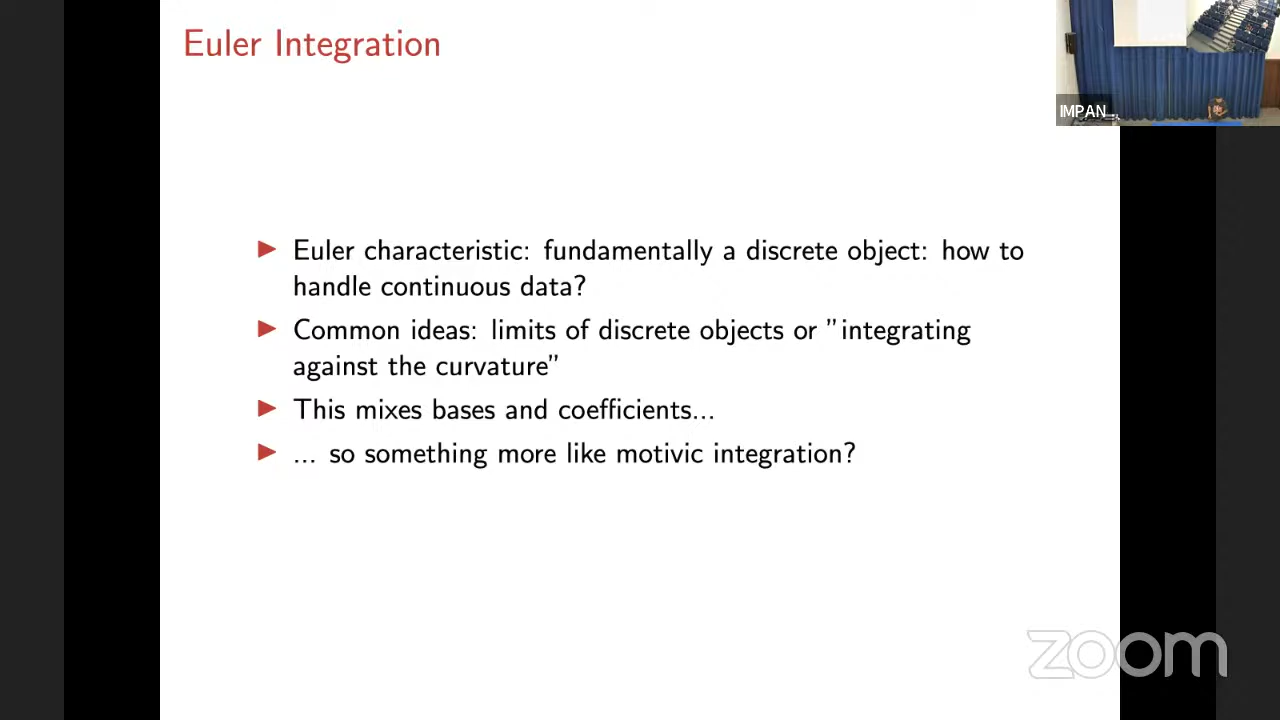 Euler Integration
IMPAN ...
▶ Euler characteristic: fundamentally a discrete object: how to
handle continuous data?
▶ Common ideas: limits of discrete objects or "integrating
against the curvature"
▶ This mixes bases and coefficients...
▶ ... so something more like motivic integration?
zoom